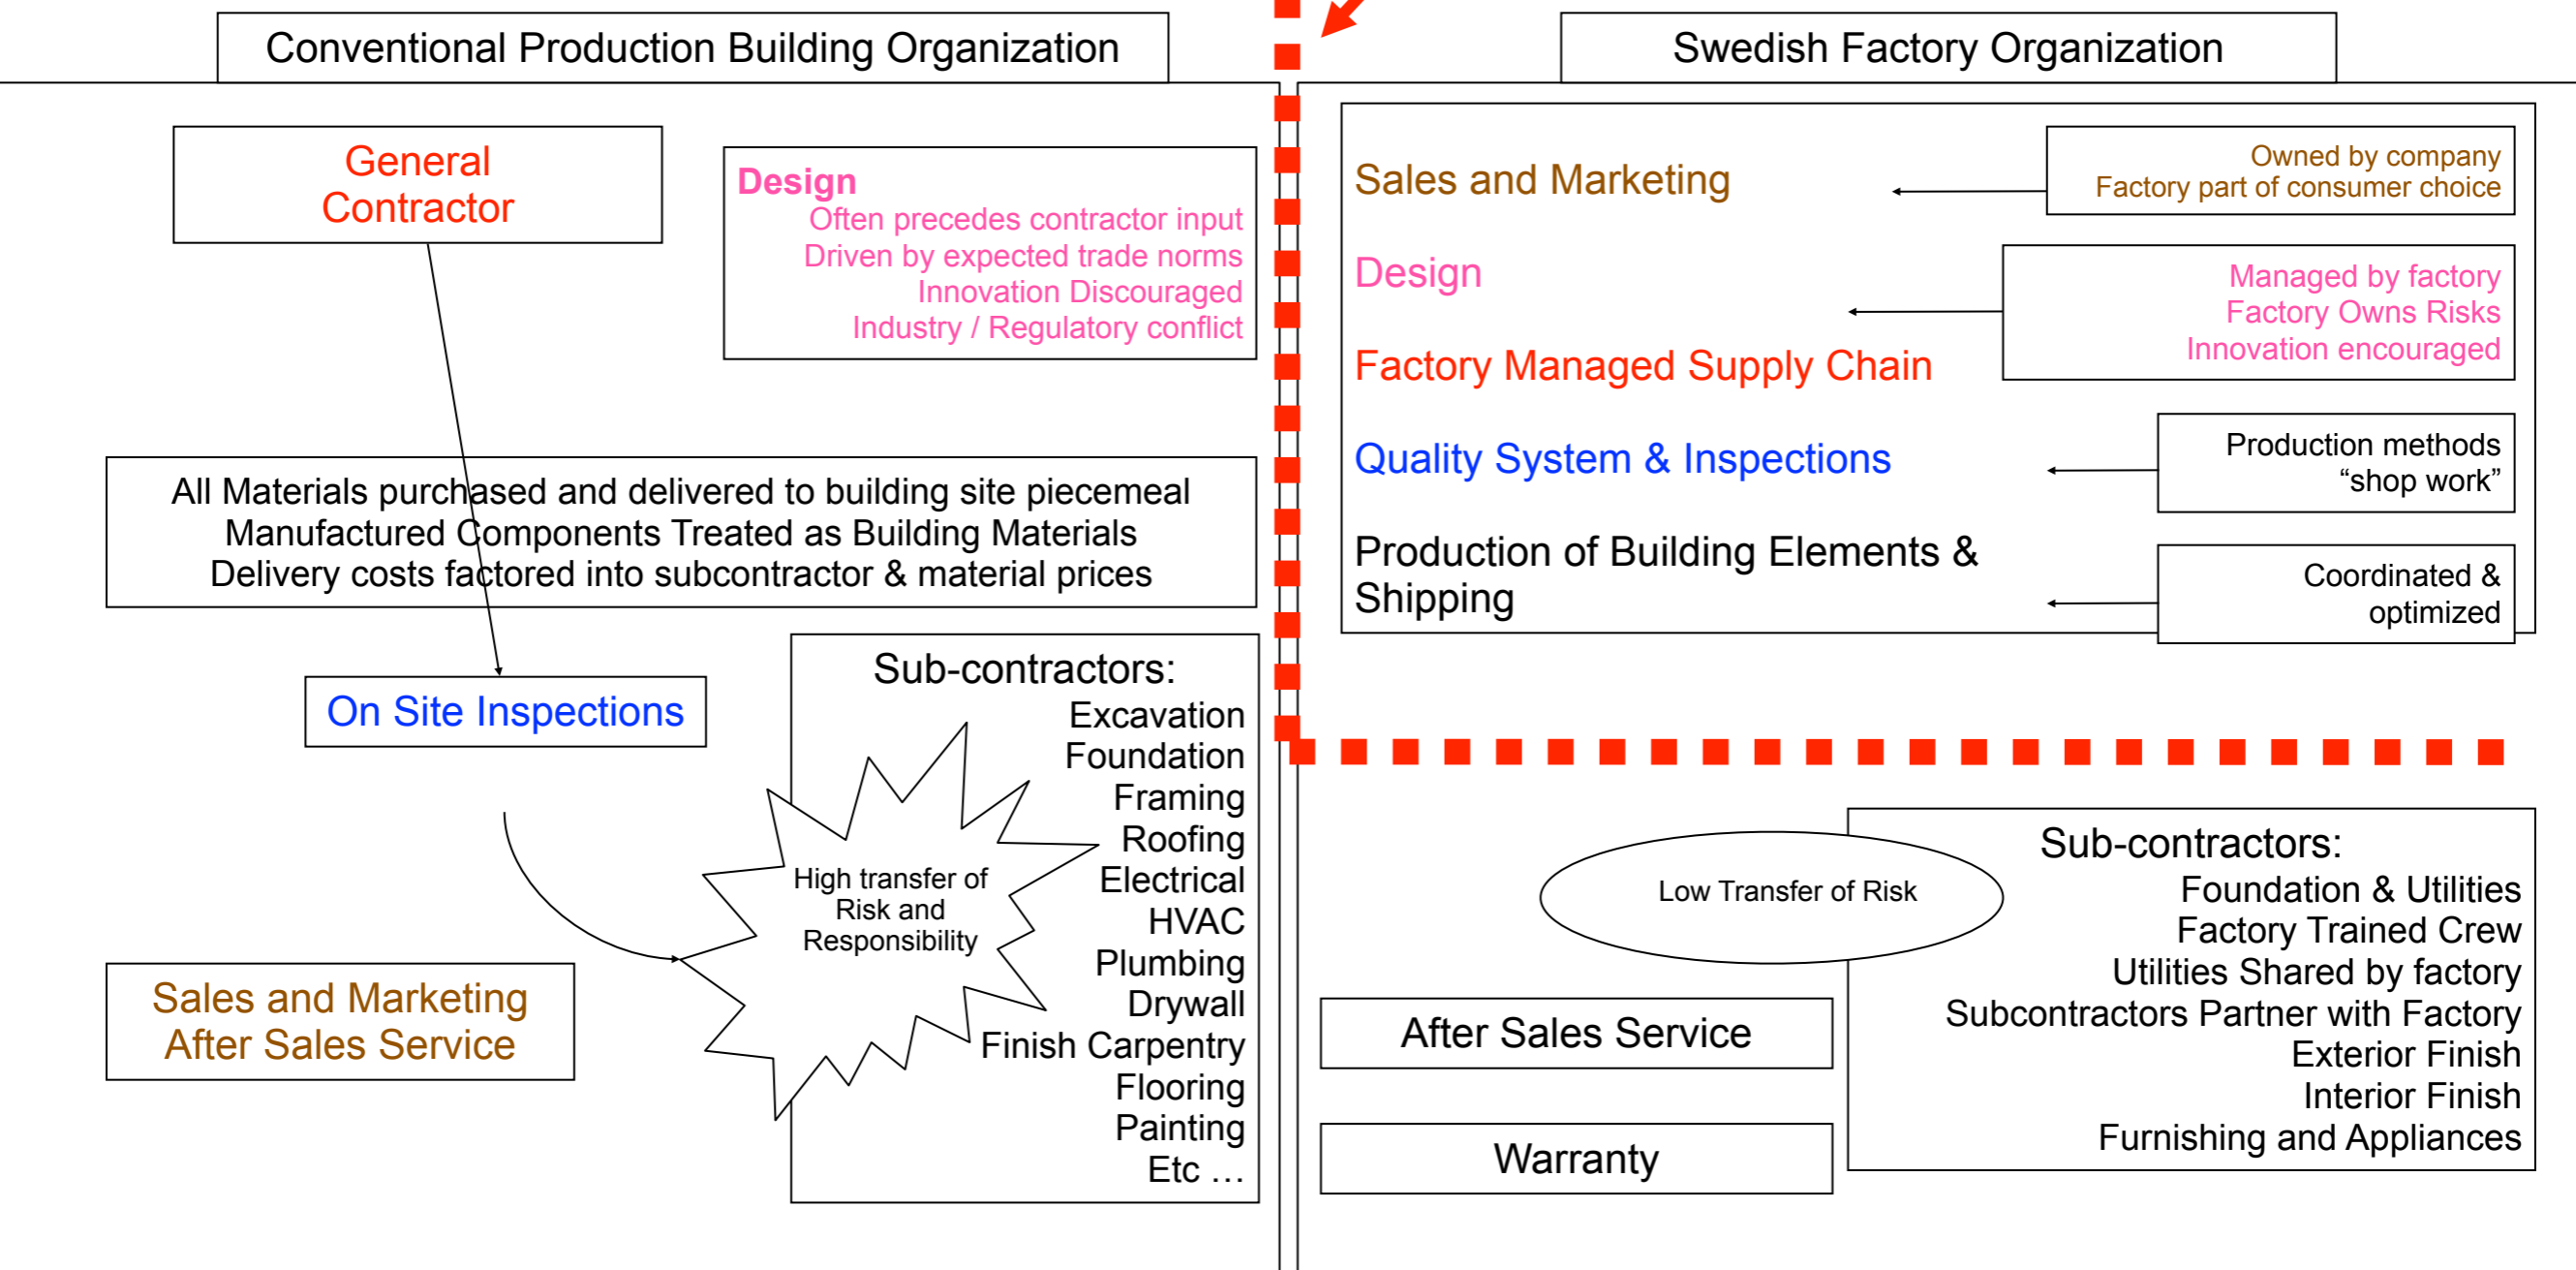 Conventional Production Building Organization
General
Contractor
Design
Often precedes contractor input
Driven by expected trade norms
Innovation Discouraged
Industry / Regulatory conflict
All Materials purchased and delivered to building site piecemeal
Manufactured Components Treated as Building Materials
Delivery costs factored into subcontractor & material prices
On Site Inspections
Sub-contractors:
Excavation
Foundation
Framing
Roofing
Electrical
HVAC
Plumbing
Drywall
Finish Carpentry
Flooring
Painting
Etc …
High transfer of
Risk and
Responsibility
Sales and Marketing
After Sales Service
Swedish Factory Organization
Sales and Marketing
Owned by company
Factory part of consumer choice
Design
Managed by factory
Factory Owns Risks
Innovation encouraged
Factory Managed Supply Chain
Quality System & Inspections
Production methods
“shop work”
Production of Building Elements &
Shipping
Coordinated &
optimized
Low Transfer of Risk
Sub-contractors:
Foundation & Utilities
Factory Trained Crew
Utilities Shared by factory
Subcontractors Partner with Factory
Exterior Finish
Interior Finish
Furnishing and Appliances
After Sales Service
Warranty